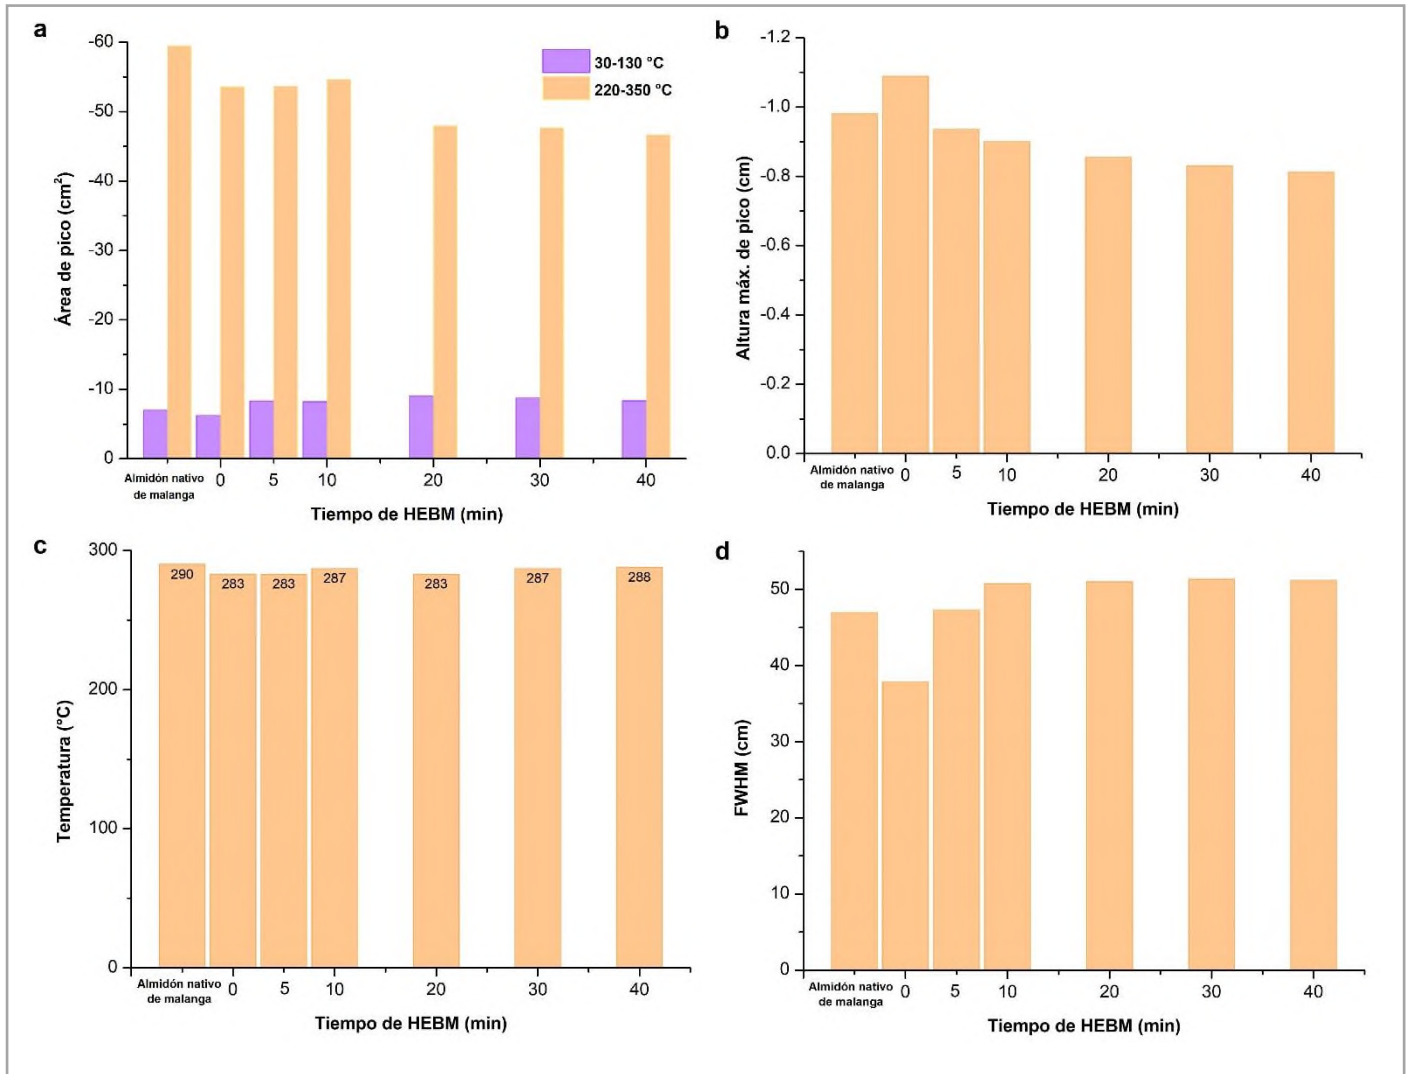 a
-60
-50
-40
-30
-20
-10
0
Área de pico (cm²)
30-130 °C
220-350 °C
Almidón nativo
de malanga
0 5 10 20 30 40
Tiempo de HEBM (min)
b
-1.2
-1.0
-0.8
-0.6
-0.4
-0.2
0.0
Altura máx. de pico (cm)
Almidón nativo
de malanga
0 5 10 20 30 40
Tiempo de HEBM (min)
c
300
200
100
0
Temperatura (°C)
290 283 283 287 283 287 288
Almidón nativo
de malanga
0 5 10 20 30 40
Tiempo de HEBM (min)
d
50
40
30
20
10
0
FWHM (cm)
Almidón nativo
de malanga
0 5 10 20 30 40
Tiempo de HEBM (min)